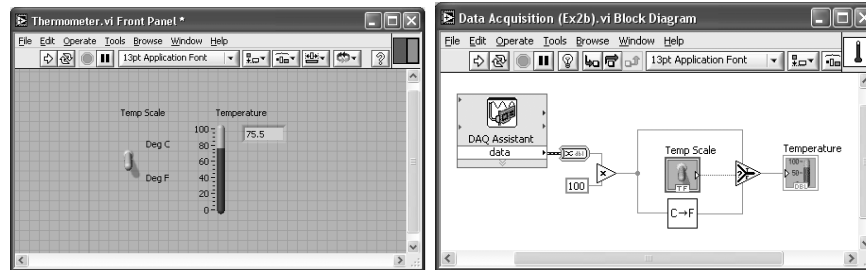 Thermometer.vi Front Panel *
File Edit Operate Tools Browse Window Help
13pt Application Font
Temp Scale
Temperature
Deg C
Deg F
100
80
60
40
20
0
75.5
Data Acquisition (Ex2b).vi Block Diagram
File Edit Operate Tools Browse Window Help
13pt Application Font
DAQ Assistant
data
100
x
Temp Scale
TF
C→F
?
Temperature
100
50
DBL